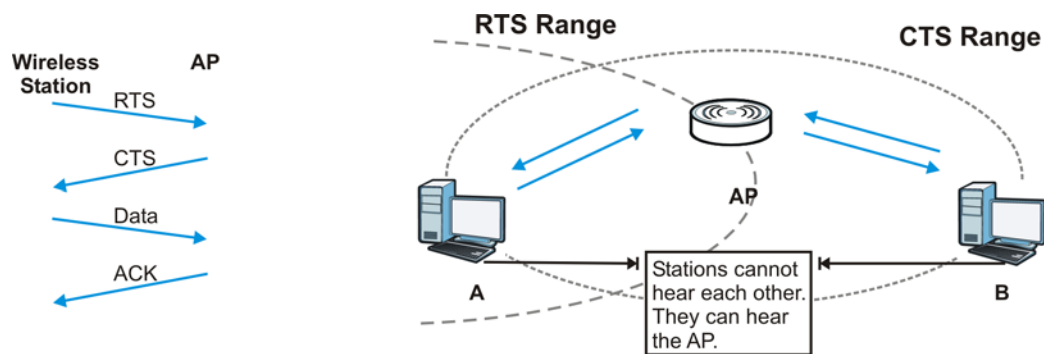 Wireless
Station
AP
RTS
CTS
Data
ACK
RTS Range
CTS Range
AP
A
B
Stations cannot
hear each other.
They can hear
the AP.